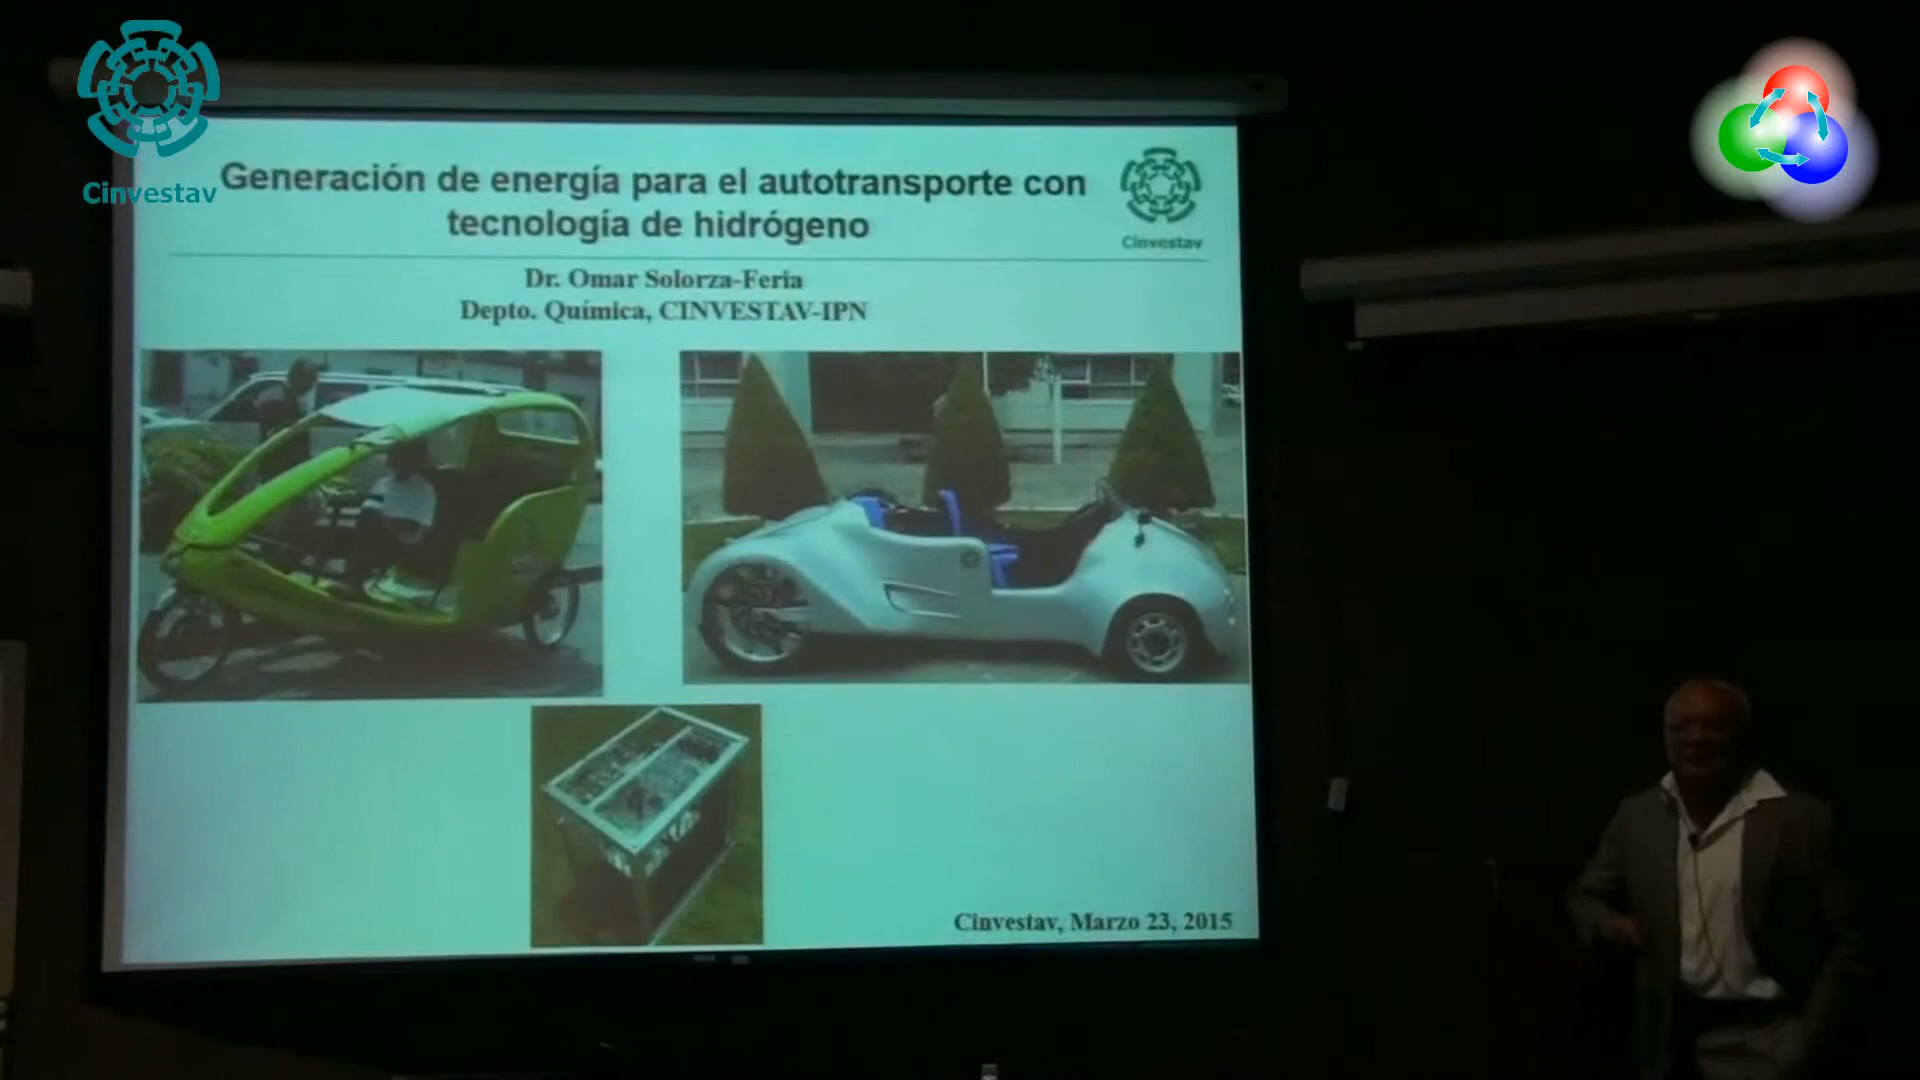 Cinvestav
Generación de energía para el autotransporte con
tecnología de hidrógeno
Cinvestav
Dr. Omar Solorza-Feria
Depto. Química, CINVESTAV-IPN
Cinvestav, Marzo 23, 2015